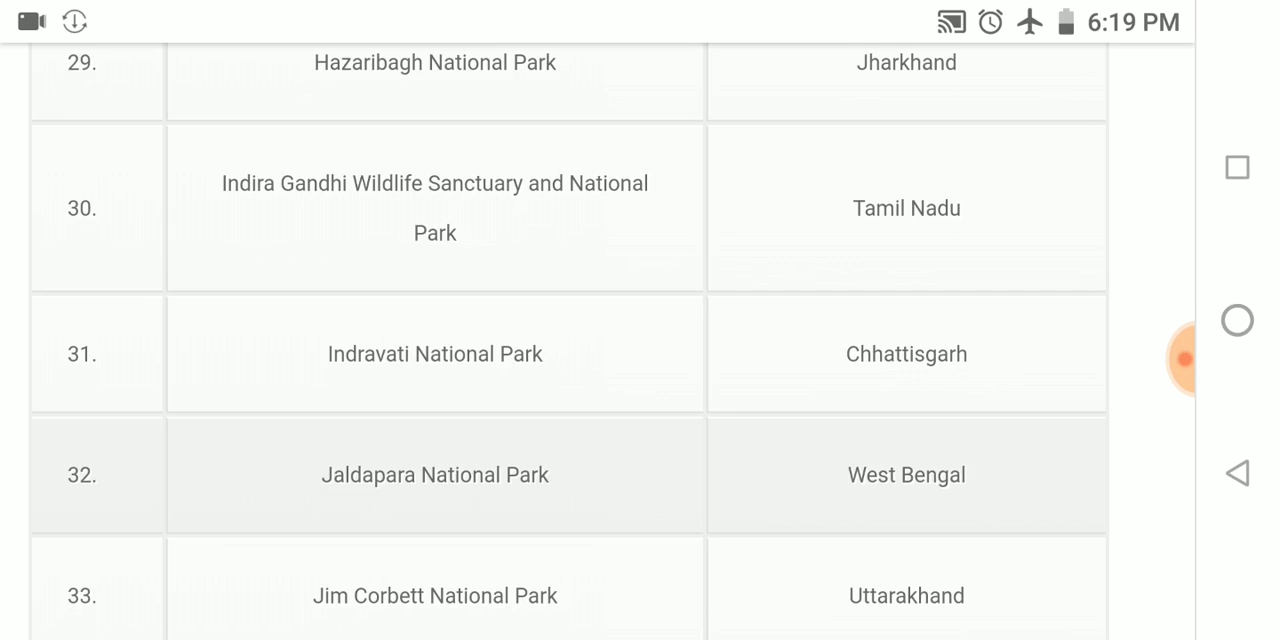 6:19 PM
29. Hazaribagh National Park Jharkhand
Indira Gandhi Wildlife Sanctuary and National
30. Tamil Nadu
Park
31. Indravati National Park Chhattisgarh
32. Jaldapara National Park West Bengal
33. Jim Corbett National Park Uttarakhand